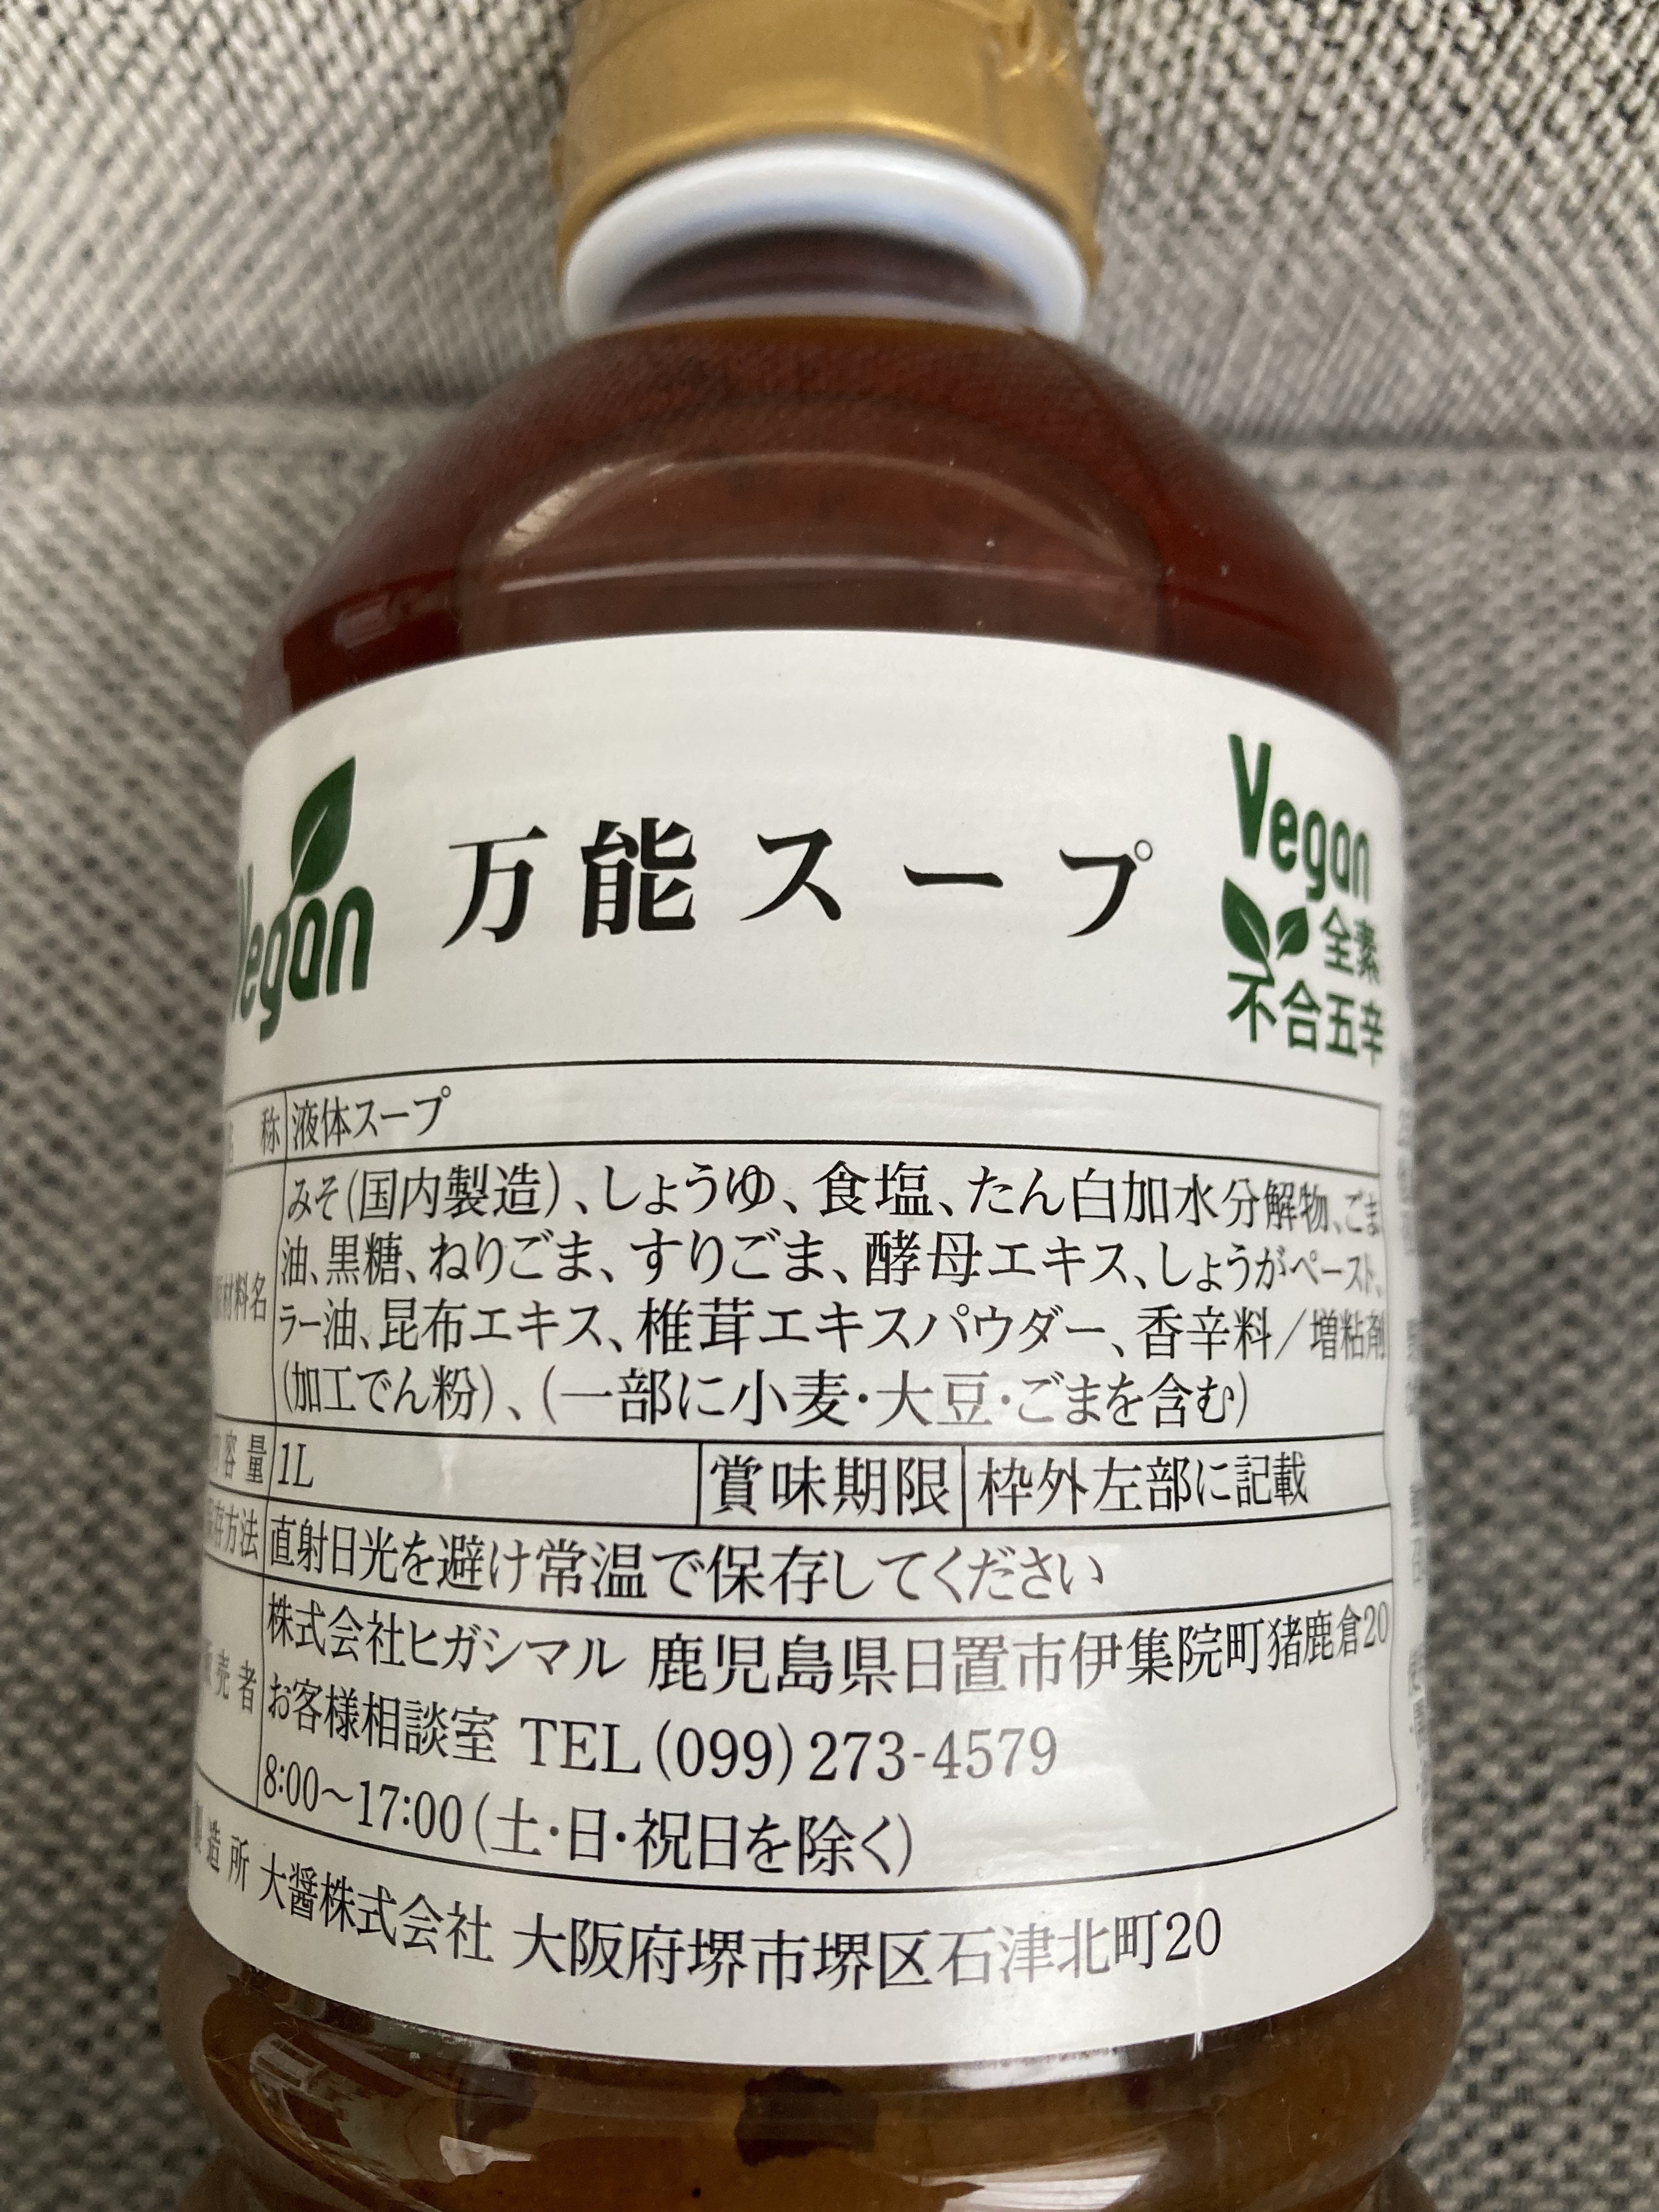 Vegan
万能スープ
Vegan
全素
不含五辛
称 液体スープ
原材料名 みそ(国内製造)、しょうゆ、食塩、たん白加水分解物、ごま
油、黒糖、ねりごま、すりごま、酵母エキス、しょうがペースト、
ラー油、昆布エキス、椎茸エキスパウダー、香辛料／増粘剤
(加工でん粉)、(一部に小麦・大豆・ごまを含む)
内容量 1L 賞味期限 枠外左部に記載
保存方法 直射日光を避け常温で保存してください
販売者 株式会社ヒガシマル 鹿児島県日置市伊集院町猪鹿倉20
お客様相談室 TEL(099)273-4579
8:00〜17:00(土・日・祝日を除く)
製造所 大醤株式会社 大阪府堺市堺区石津北町20